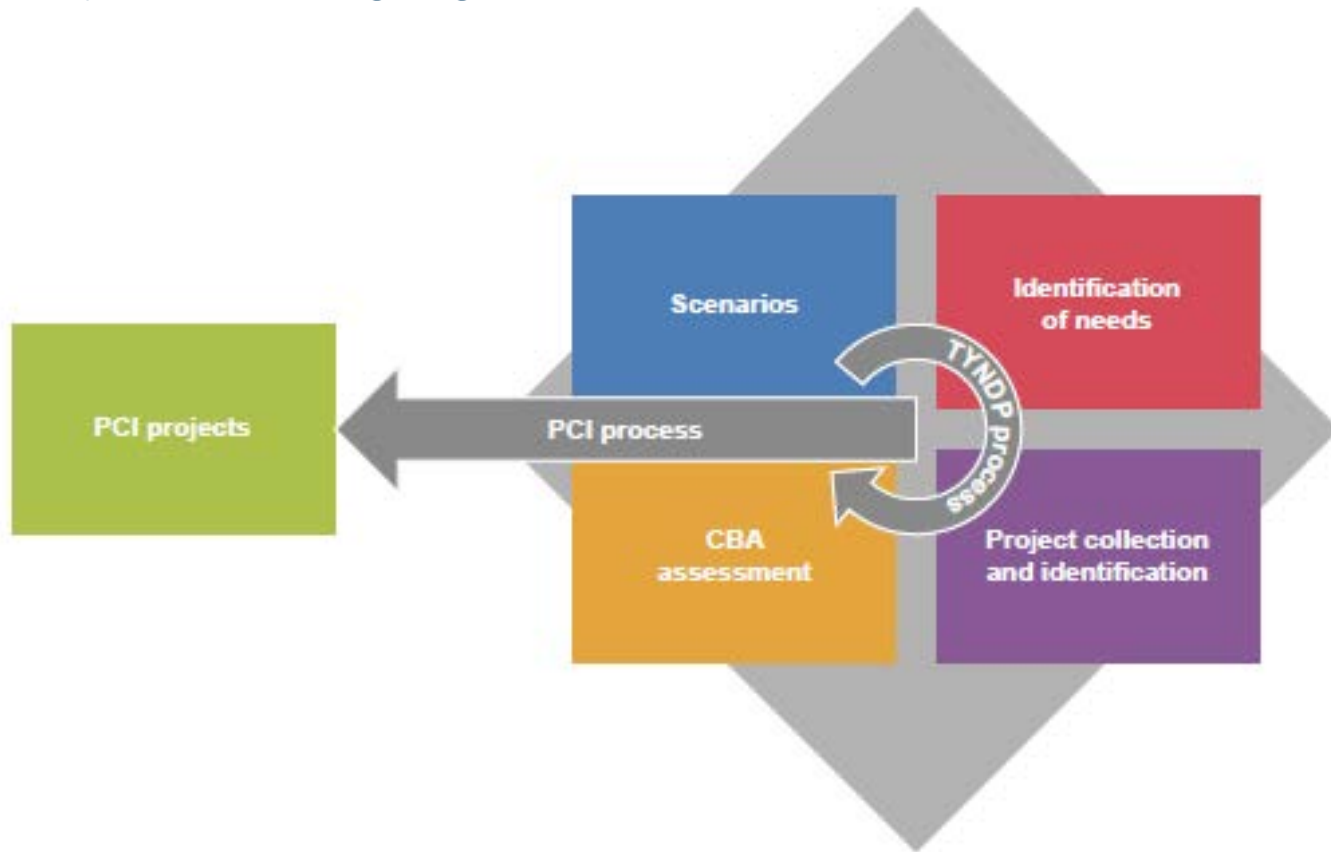 Scenarios
Identification
of needs
TYNDP process
PCI projects
PCI process
CBA
assessment
Project collection
and identification